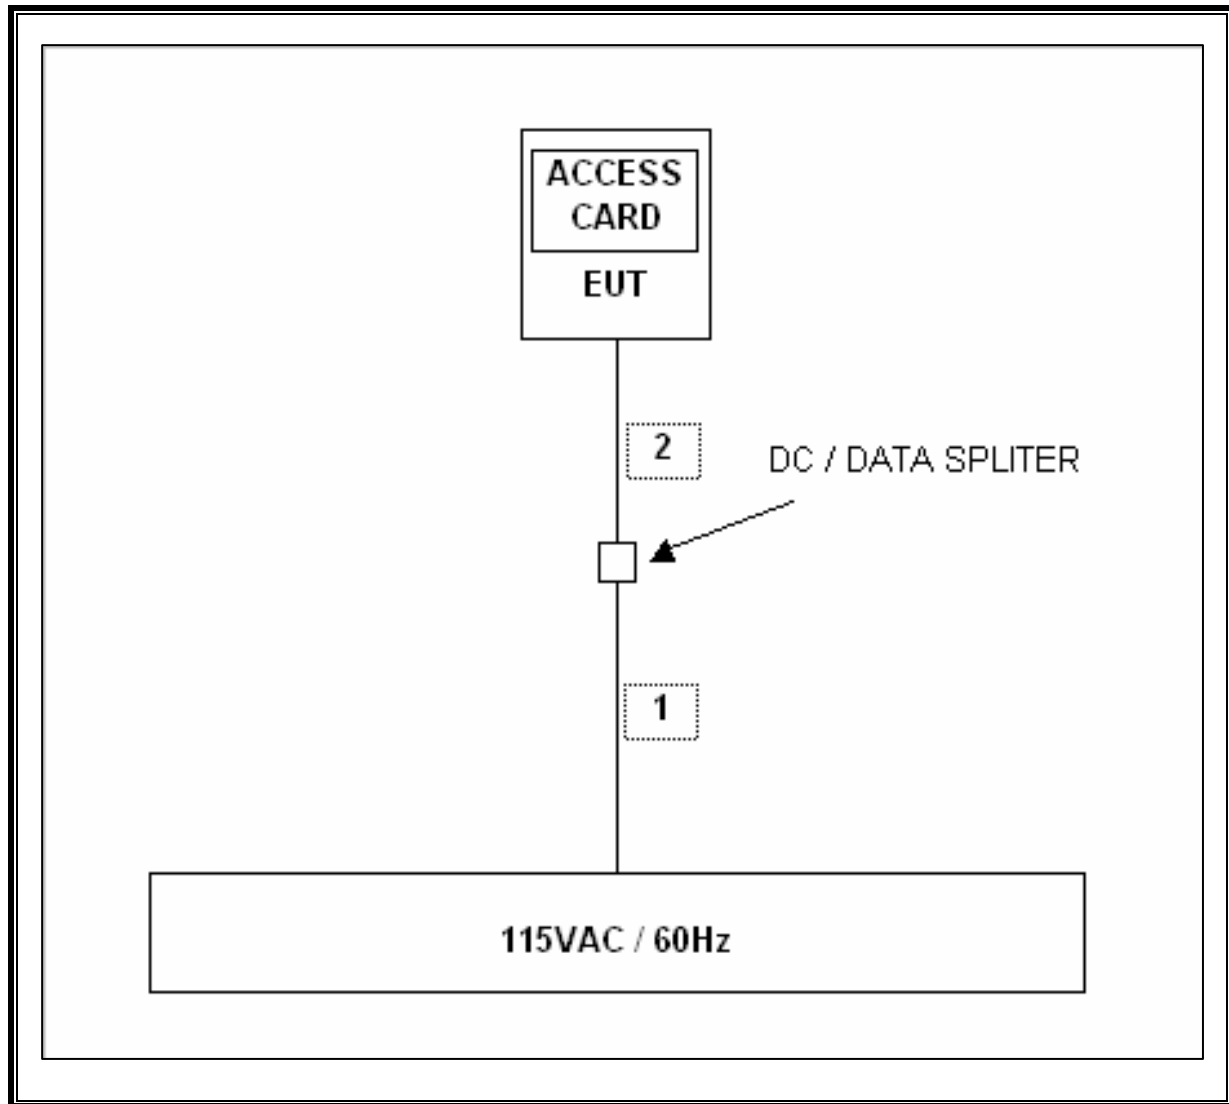 ACCESS
CARD
EUT
2
DC / DATA SPLITER
1
115VAC / 60Hz